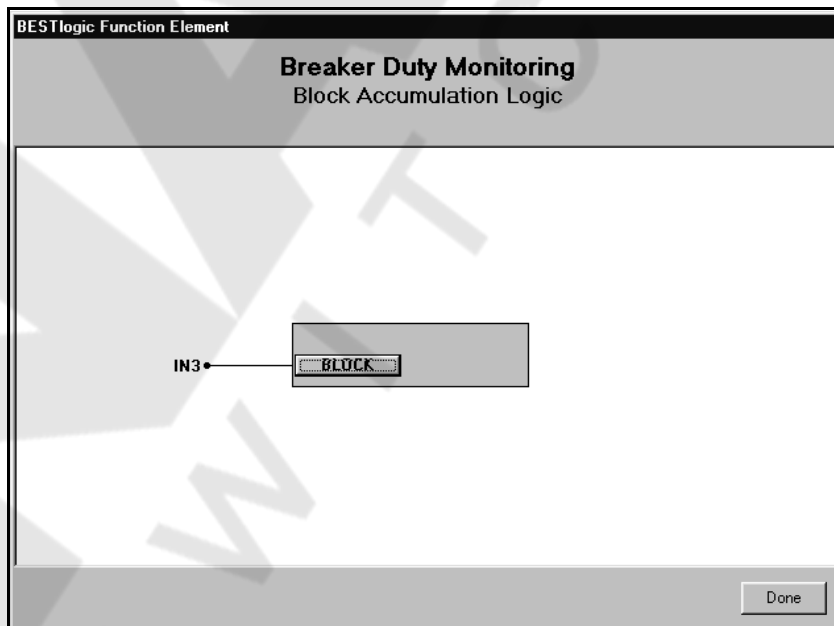 BESTlogic Function Element
Breaker Duty Monitoring
Block Accumulation Logic
IN3
BLOCK
Done